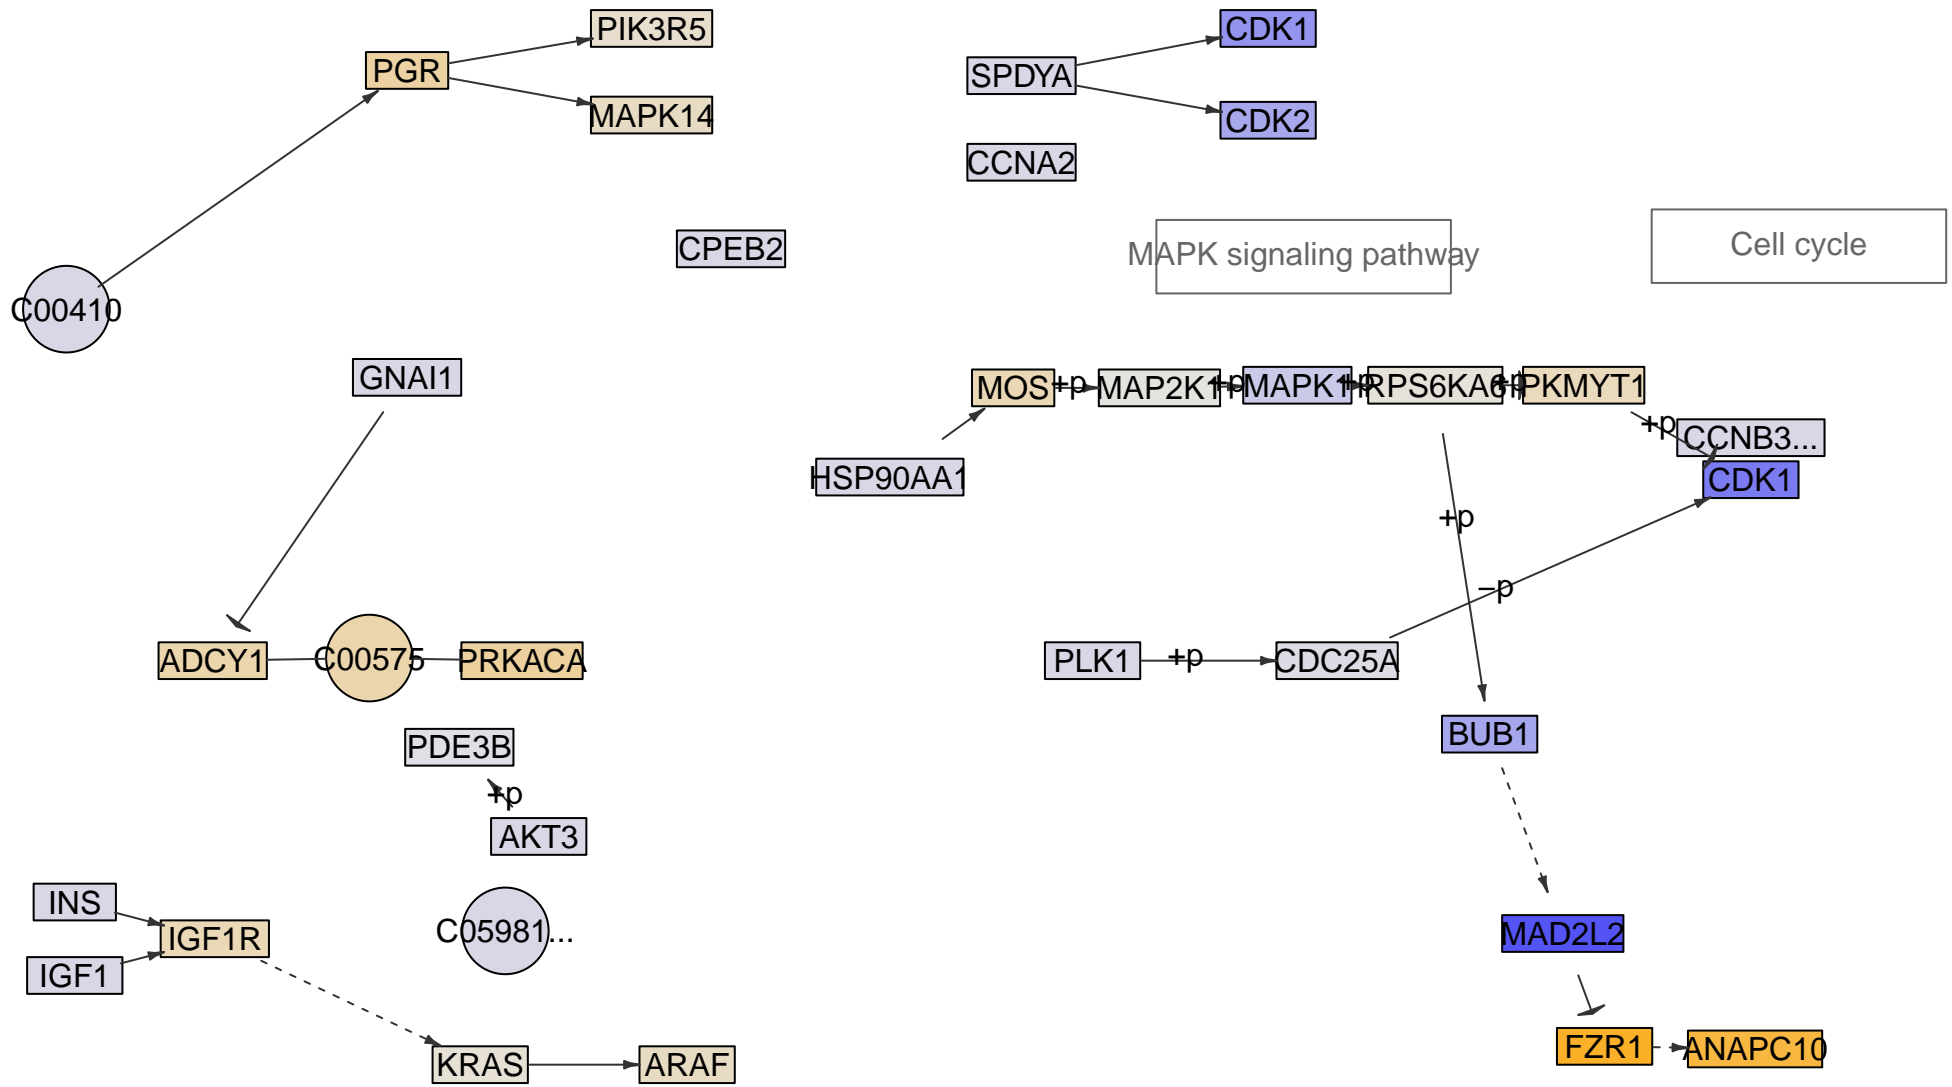 PIK3R5
CDK1
PGR
SPDYA
MAPK14
CDK2
CCNA2
CPEB2
MAPK signaling pathway
Cell cycle
C00410
GNAI1
MOS
+p
MAP2K1
+p
MAPK1
+p
RPS6KA6
+p
PKMYT1
+p
CCNB3...
HSP90AA1
CDK1
+p
−p
ADCY1
C00575
PRKACA
PLK1
+p
CDC25A
BUB1
PDE3B
+p
AKT3
INS
IGF1R
C05981...
MAD2L2
IGF1
FZR1
ANAPC10
KRAS
ARAF